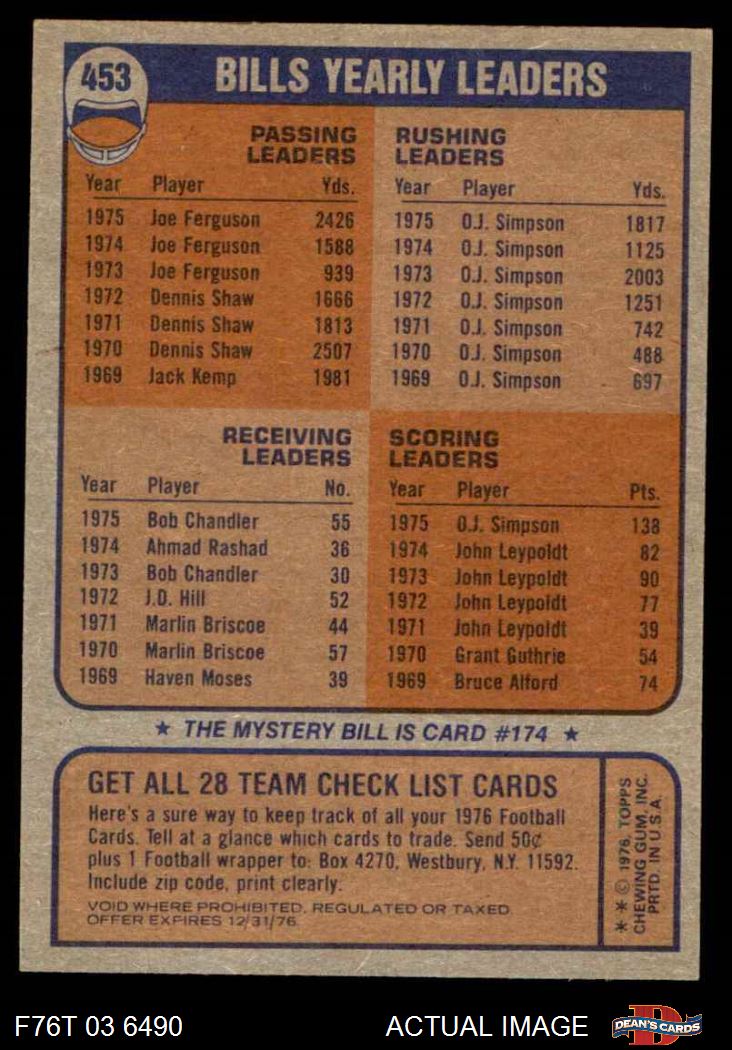 453
BILLS YEARLY LEADERS
PASSING
LEADERS
Year Player Yds.
1975 Joe Ferguson 2426
1974 Joe Ferguson 1588
1973 Joe Ferguson 939
1972 Dennis Shaw 1666
1971 Dennis Shaw 1813
1970 Dennis Shaw 2507
1969 Jack Kemp 1981
RUSHING
LEADERS
Year Player Yds.
1975 O.J. Simpson 1817
1974 O.J. Simpson 1125
1973 O.J. Simpson 2003
1972 O.J. Simpson 1251
1971 O.J. Simpson 742
1970 O.J. Simpson 488
1969 O.J. Simpson 697
RECEIVING
LEADERS
Year Player No.
1975 Bob Chandler 55
1974 Ahmad Rashad 36
1973 Bob Chandler 30
1972 J.D. Hill 52
1971 Marlin Briscoe 44
1970 Marlin Briscoe 57
1969 Haven Moses 39
SCORING
LEADERS
Year Player Pts.
1975 O.J. Simpson 138
1974 John Leypoldt 82
1973 John Leypoldt 90
1972 John Leypoldt 77
1971 John Leypoldt 39
1970 Grant Guthrie 54
1969 Bruce Alford 74
★ THE MYSTERY BILL IS CARD #174 ★
GET ALL 28 TEAM CHECK LIST CARDS
Here's a sure way to keep track of all your 1976 Football
Cards. Tell at a glance which cards to trade. Send 50¢
plus 1 Football wrapper to: Box 4270, Westbury, N.Y. 11592.
Include zip code, print clearly.
VOID WHERE PROHIBITED, REGULATED OR TAXED.
OFFER EXPIRES 12/31/76.
** © 1976, TOPPS
CHEWING GUM, INC.
PRTD. IN U.S.A.
F76T 03 6490
ACTUAL IMAGE
D
DEAN'S CARDS